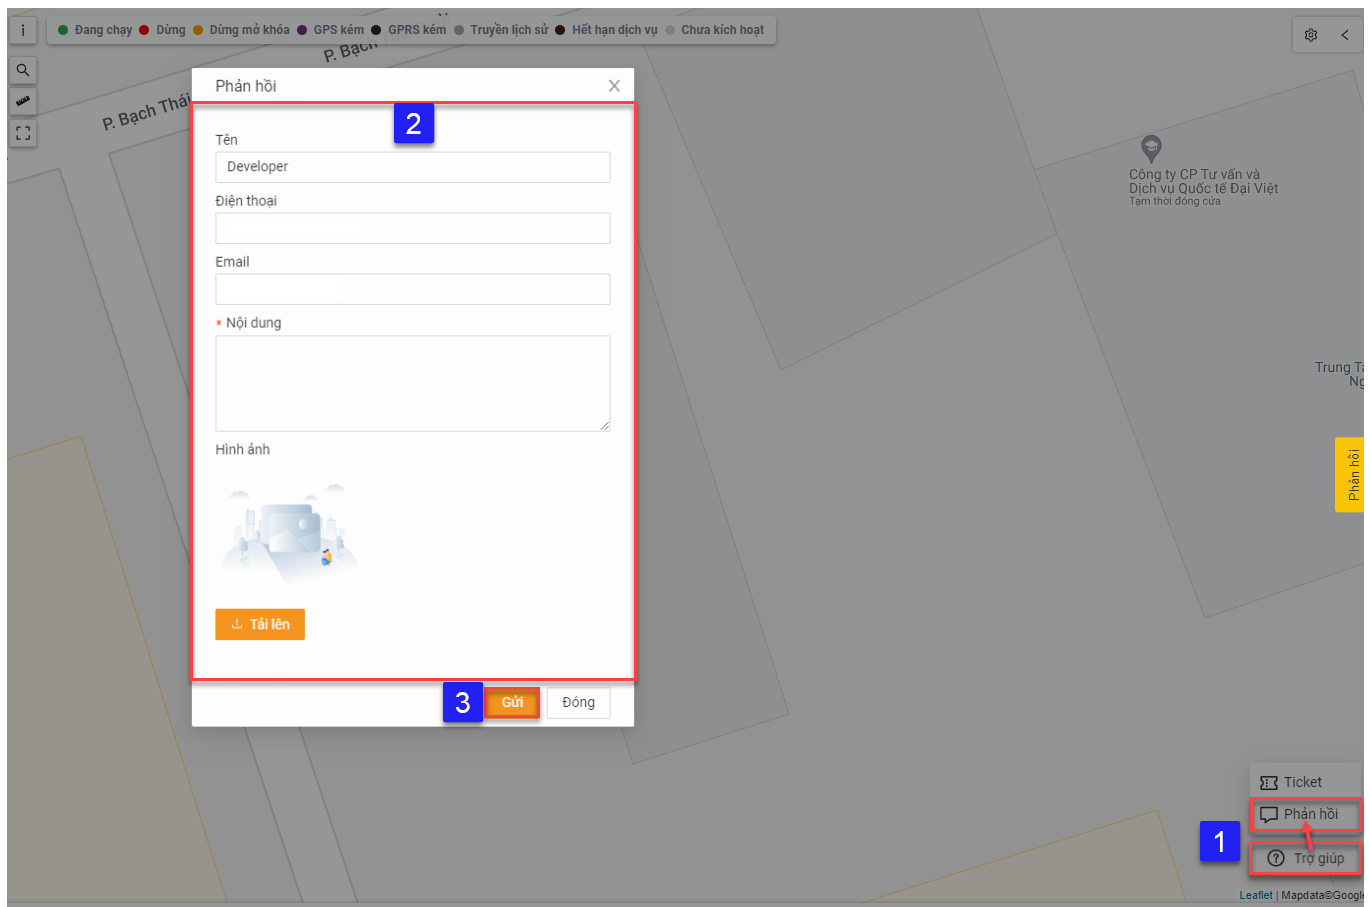 i
Đang chạy Dừng Dừng mở khóa GPS kém GPRS kém Truyền lịch sử Hết hạn dịch vụ Chưa kích hoạt
P. Bạch
P. Bạch Thái
Phản hồi
2
Tên
Developer
Điện thoại
Email
* Nội dung
Hình ảnh
Tải lên
3
Gửi
Đóng
Công ty CP Tư vấn và
Dịch vụ Quốc tế Đại Việt
Tạm thời đóng cửa
Trung
Phản hồi
Ticket
Phản hồi
1
Trợ giúp
Leaflet | Mapdata©Google